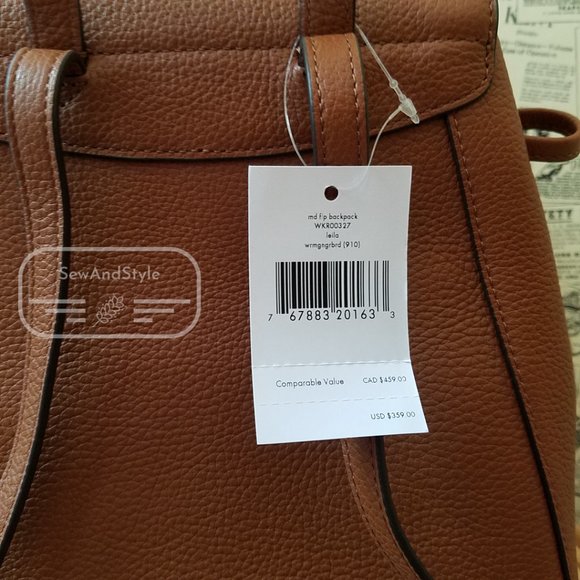 md flp backpack
WKR00327
leila
wrmgngrbrd (910)
7 67883 20163 3
Comparable Value CAD $459.00
USD $359.00
SewAndStyle